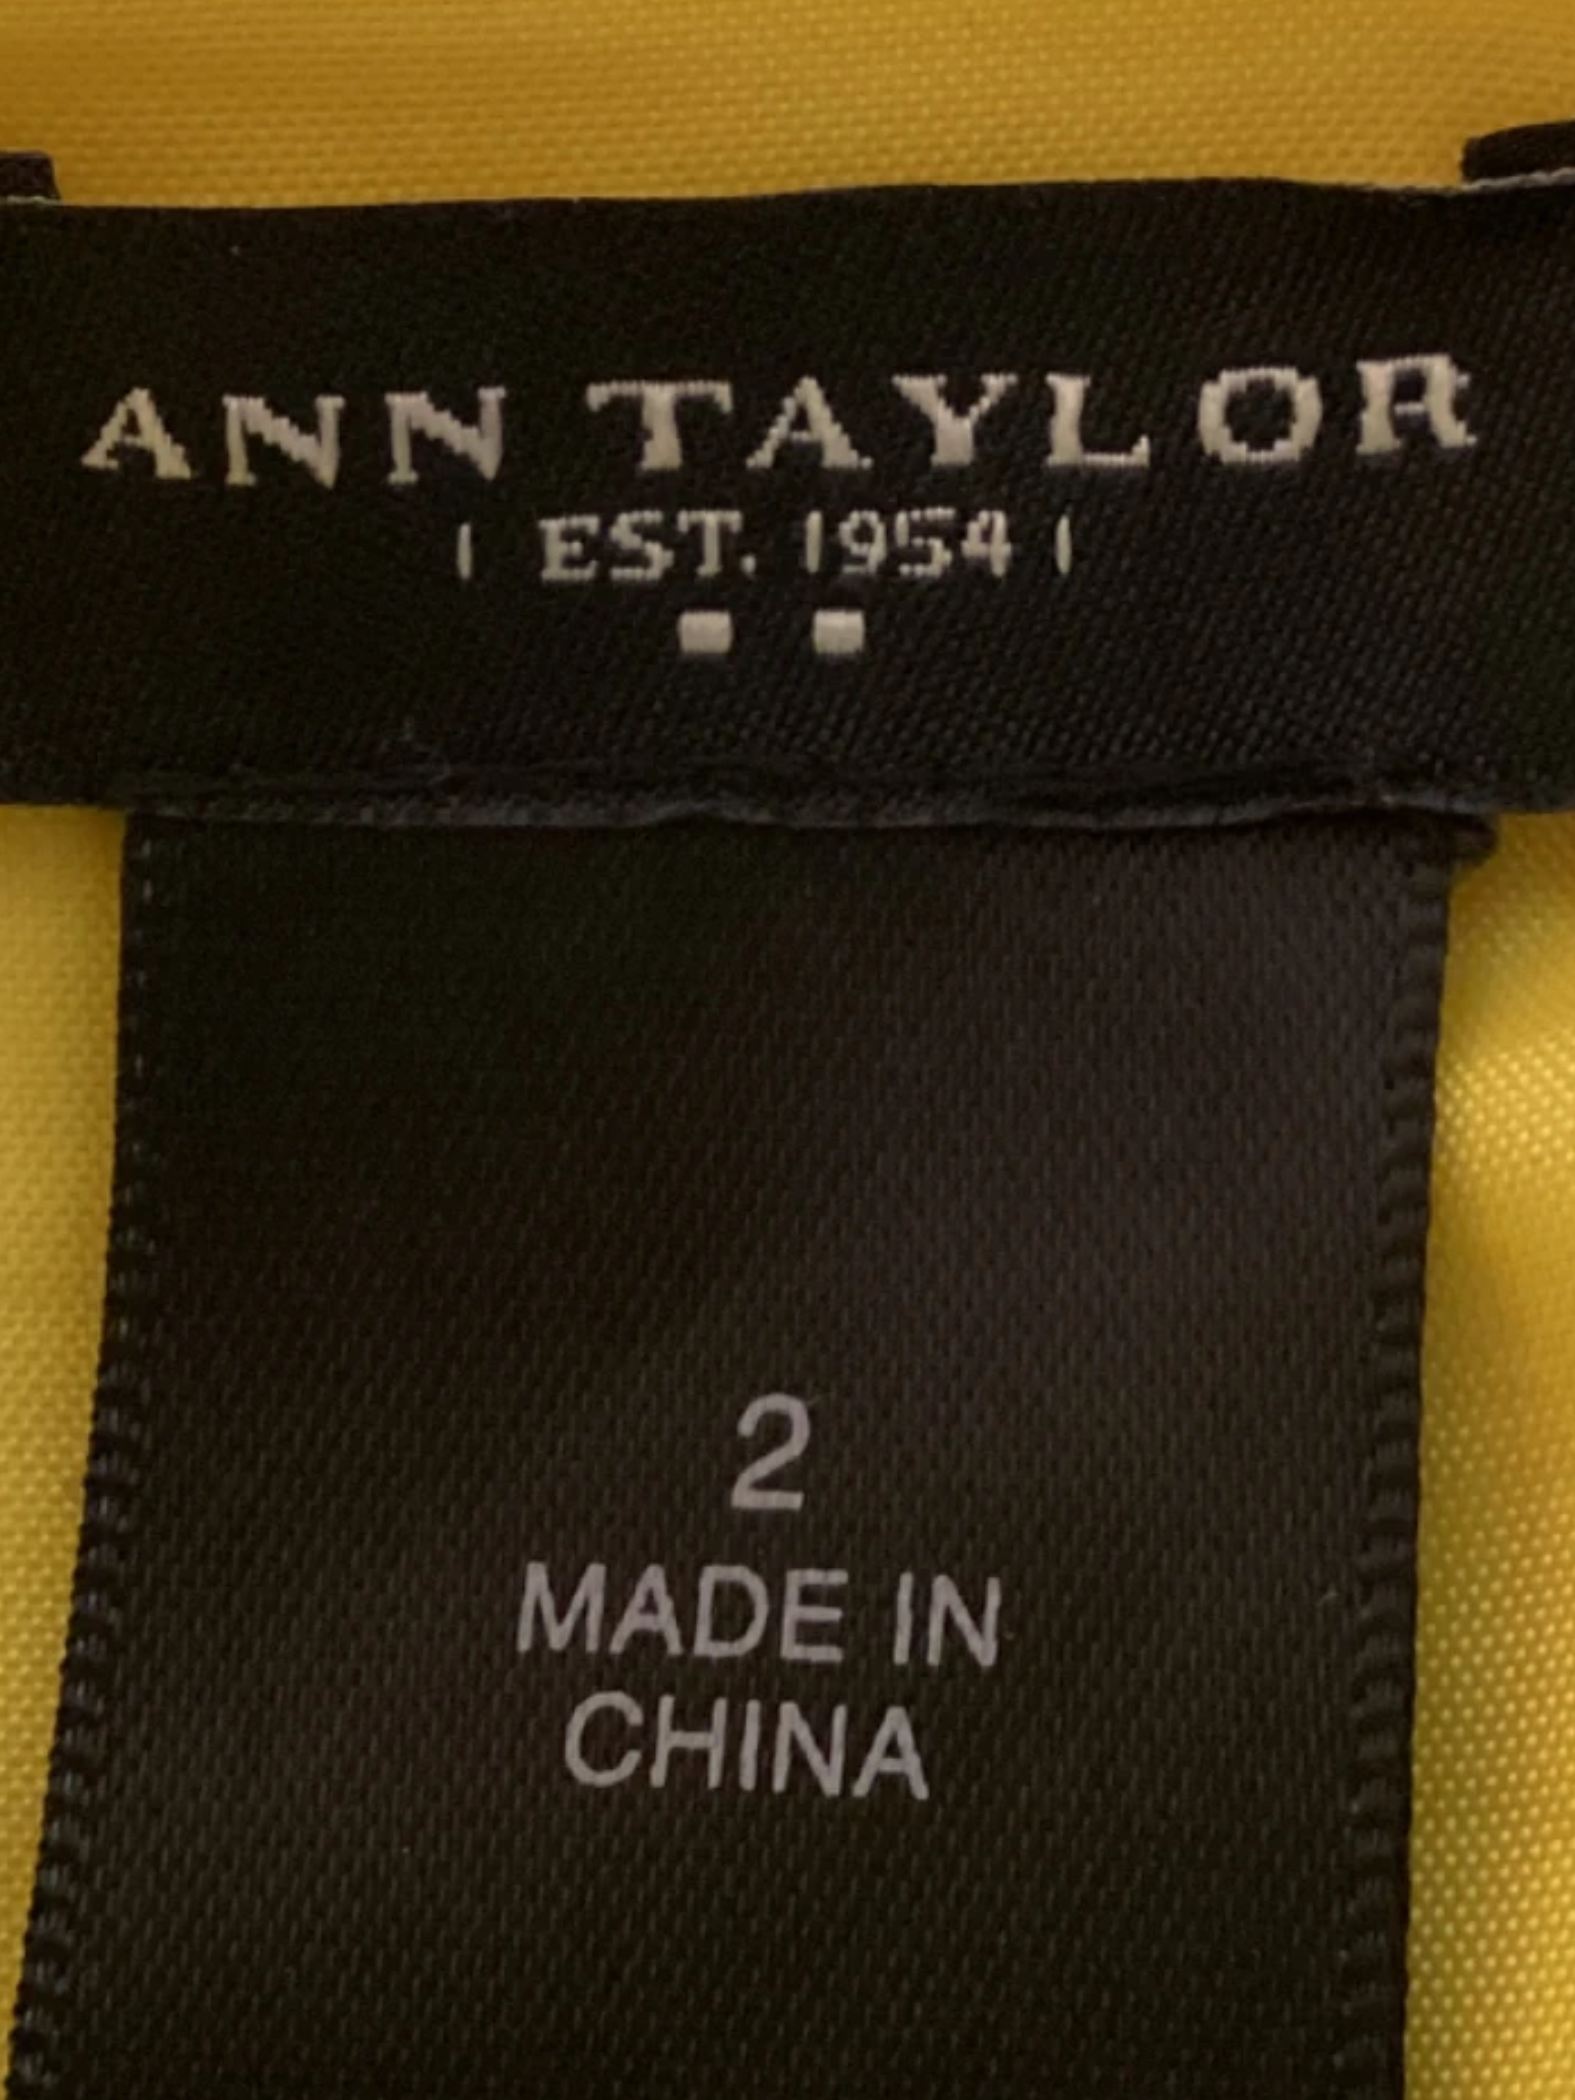 ANN TAYLOR
| EST. 1954 |
2
MADE IN
CHINA